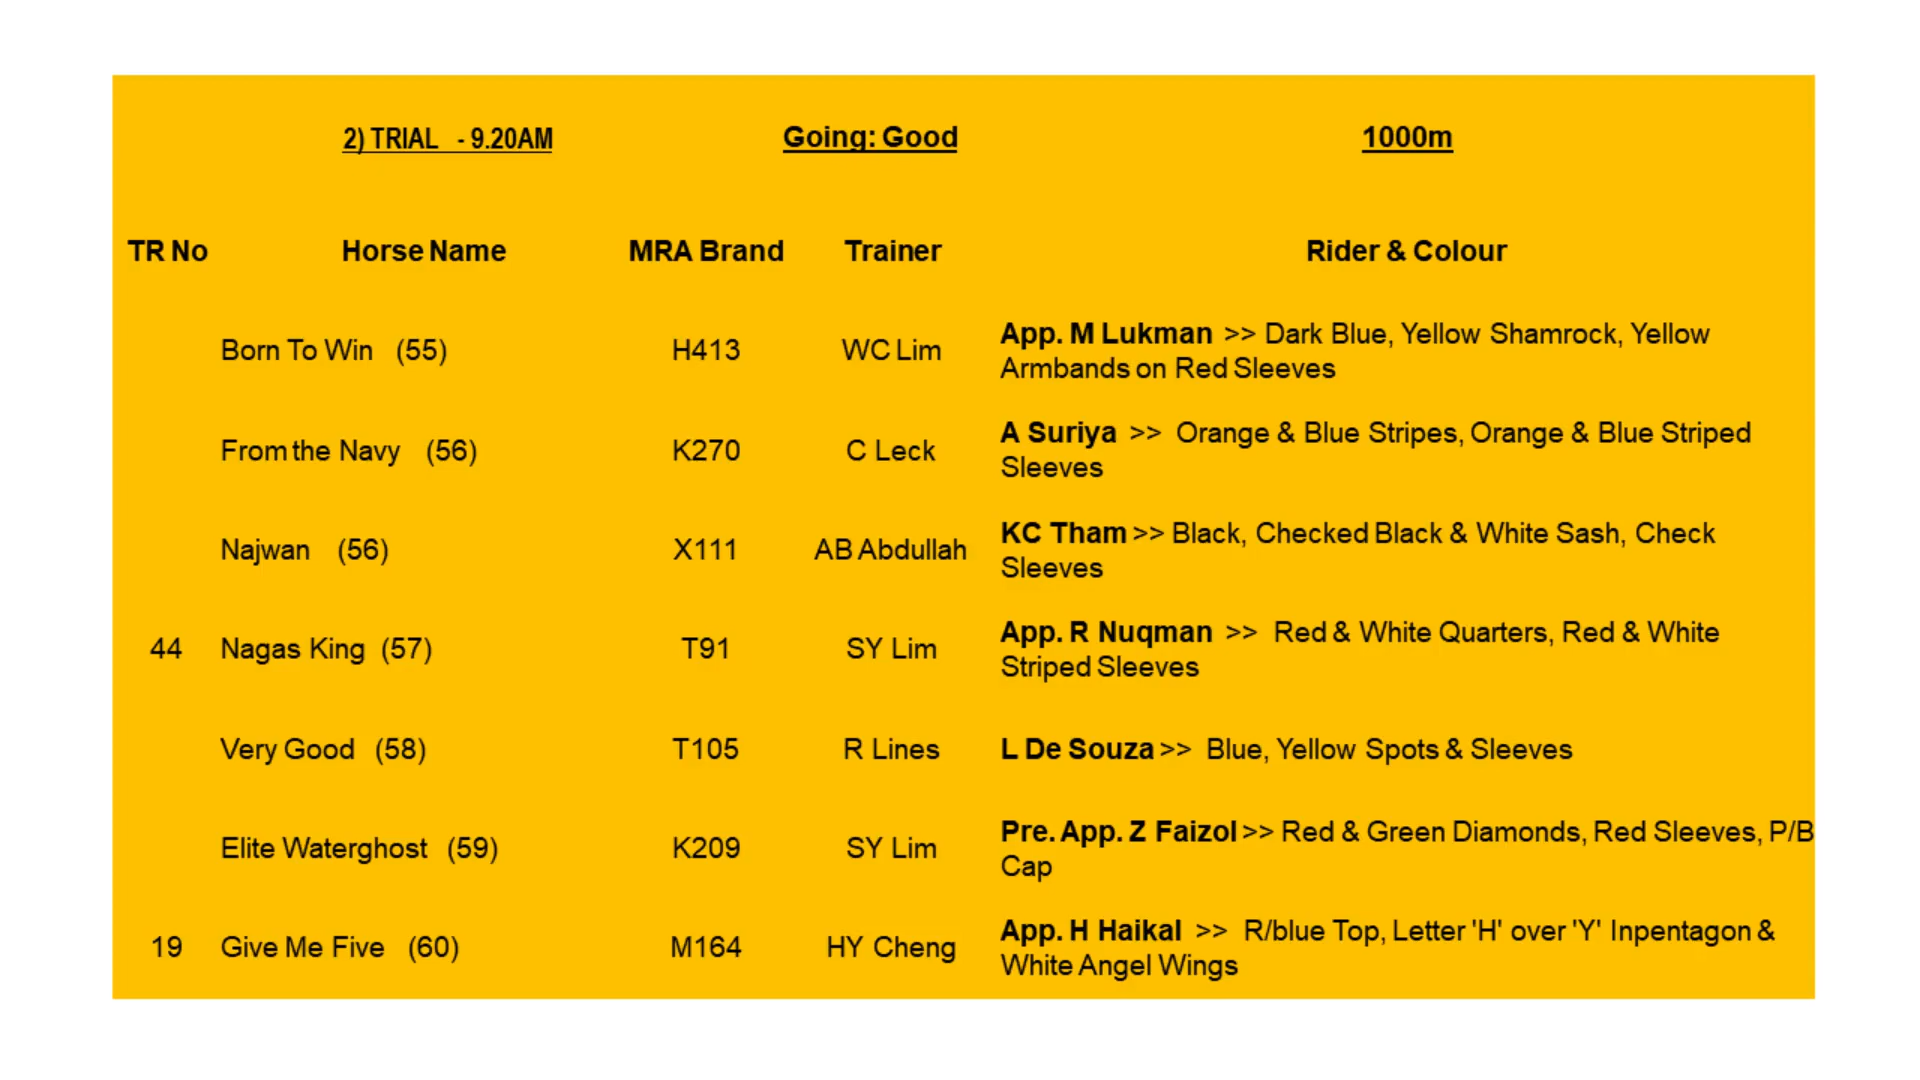 2) TRIAL - 9.20AM Going: Good 1000m
TR No Horse Name MRA Brand Trainer Rider & Colour
Born To Win (55) H413 WC Lim App. M Lukman >> Dark Blue, Yellow Shamrock, Yellow
Armbands on Red Sleeves
From the Navy (56) K270 C Leck A Suriya >> Orange & Blue Stripes, Orange & Blue Striped
Sleeves
Najwan (56) X111 AB Abdullah KC Tham >> Black, Checked Black & White Sash, Check
Sleeves
44 Nagas King (57) T91 SY Lim App. R Nuqman >> Red & White Quarters, Red & White
Striped Sleeves
Very Good (58) T105 R Lines L De Souza >> Blue, Yellow Spots & Sleeves
Elite Waterghost (59) K209 SY Lim Pre. App. Z Faizol >> Red & Green Diamonds, Red Sleeves, P/B
Cap
19 Give Me Five (60) M164 HY Cheng App. H Haikal >> R/blue Top, Letter 'H' over 'Y' Inpentagon &
White Angel Wings